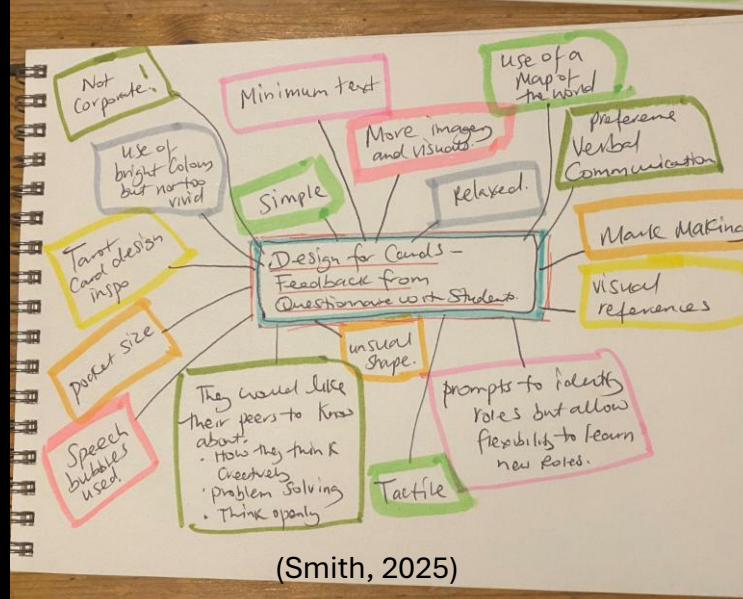 Not
Corporate!
Minimum text
use of a
Map of
the world
use of
bright colours
but not too
vivid
More images
and visuals.
preference
Verbal
Communication
Simple
Relaxed.
Tarot
Card design
inspo
Design for Cards –
Feedback from
Questionnaire with Students.
Mark Making
visual
references
pocket size
unsual
shape.
Speech
bubbles
used.
They would like
their peers to know
about:
• How they think
Creatively
• problem solving
• Think openly
Tactile
prompts to identify
roles but allow
flexibility to learn
new roles.
(Smith, 2025)